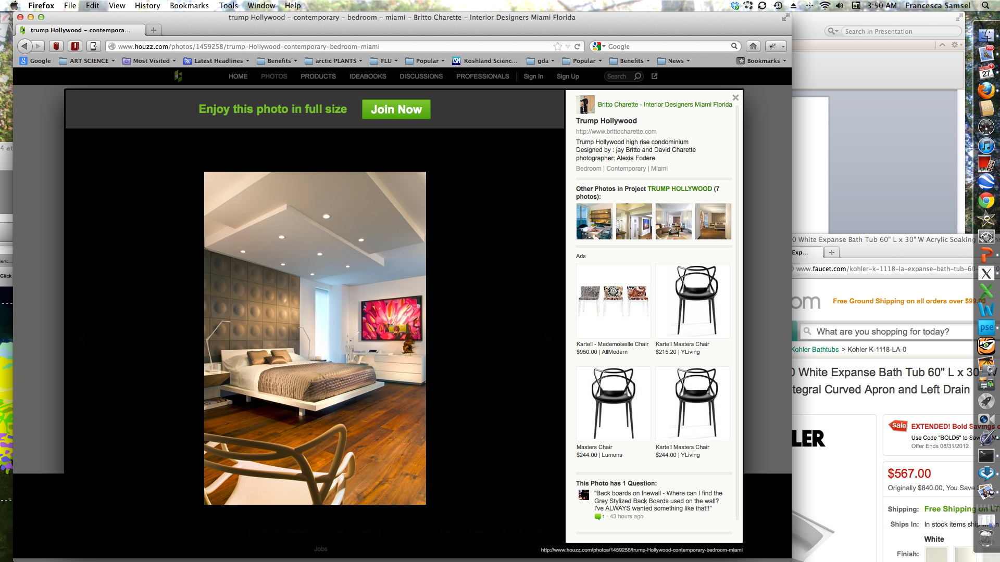 Firefox File Edit View History Bookmarks Tools Window Help
3:50 AM Francesca Samsel
trump Hollywood – contemporary – bedroom – miami – Britto Charette – Interior Designers Miami Florida
trump Hollywood – contempora...
www.houzz.com/photos/1459258/trump-Hollywood-contemporary-bedroom-miami
Google
Google ART SCIENCE Most Visited Latest Headlines Benefits arctic PLANTS FLU Popular KSM Koshland Scienc... gda Popular Benefits News Bookmarks
HOME PHOTOS PRODUCTS IDEABOOKS DISCUSSIONS PROFESSIONALS Sign In Sign Up Search
Enjoy this photo in full size Join Now
Britto Charette - Interior Designers Miami Florida
Trump Hollywood
http://www.brittocharette.com
Trump Hollywood high rise condominium
Designed by : jay Britto and David Charette
photographer: Alexia Fodere
Bedroom | Contemporary | Miami
Other Photos in Project TRUMP HOLLYWOOD (7
photos):
Ads
Kartell - Mademoiselle Chair
$950.00 | AllModern
Kartell Masters Chair
$215.20 | YLiving
Masters Chair
$244.00 | Lumens
Kartell Masters Chair
$244.00 | YLiving
This Photo has 1 Question:
"Back boards on thewall - Where can I find the
Grey Stylized Back Boards used on the wall?
I've ALWAYS wanted something like that!!"
1 · 43 hours ago
Jobs
http://www.houzz.com/photos/1459258/trump-Hollywood-contemporary-bedroom-miami
4 at
ienc...
Click
Search in Presentation
0 White Expanse Bath Tub 60" L x 30" W Acrylic Soaking
Exp...
www.faucet.com/kohler-k-1118-la-expanse-bath-tub-60-
om
Free Ground Shipping on all orders over $99.00
What are you shopping for today?
Kohler Bathtubs > Kohler K-1118-LA-0
0 White Expanse Bath Tub 60" L x 30" W
tegral Curved Apron and Left Drain
LER
sale EXTENDED! Bold Savings
Use Code "BOLD5" to
Offer Ends 08/31/2012
$567.00
Originally $840.00, You Save
Shipping: Free Shipping on
Ships In: In stock items
White
Finish:
203
27
pse